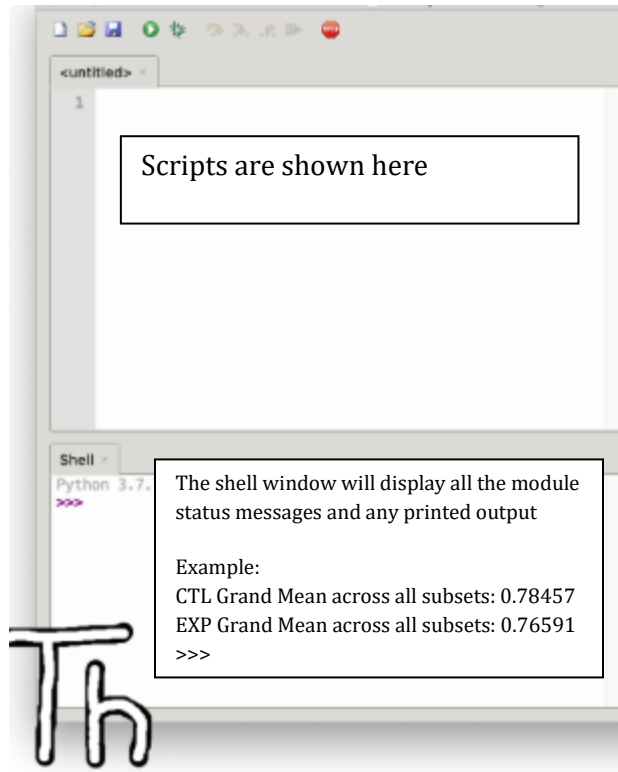 <untitled> ×
1
Scripts are shown here
Shell ×
Python 3.7.
>>>
The shell window will display all the module
status messages and any printed output
Example:
CTL Grand Mean across all subsets: 0.78457
EXP Grand Mean across all subsets: 0.76591
>>>
Th